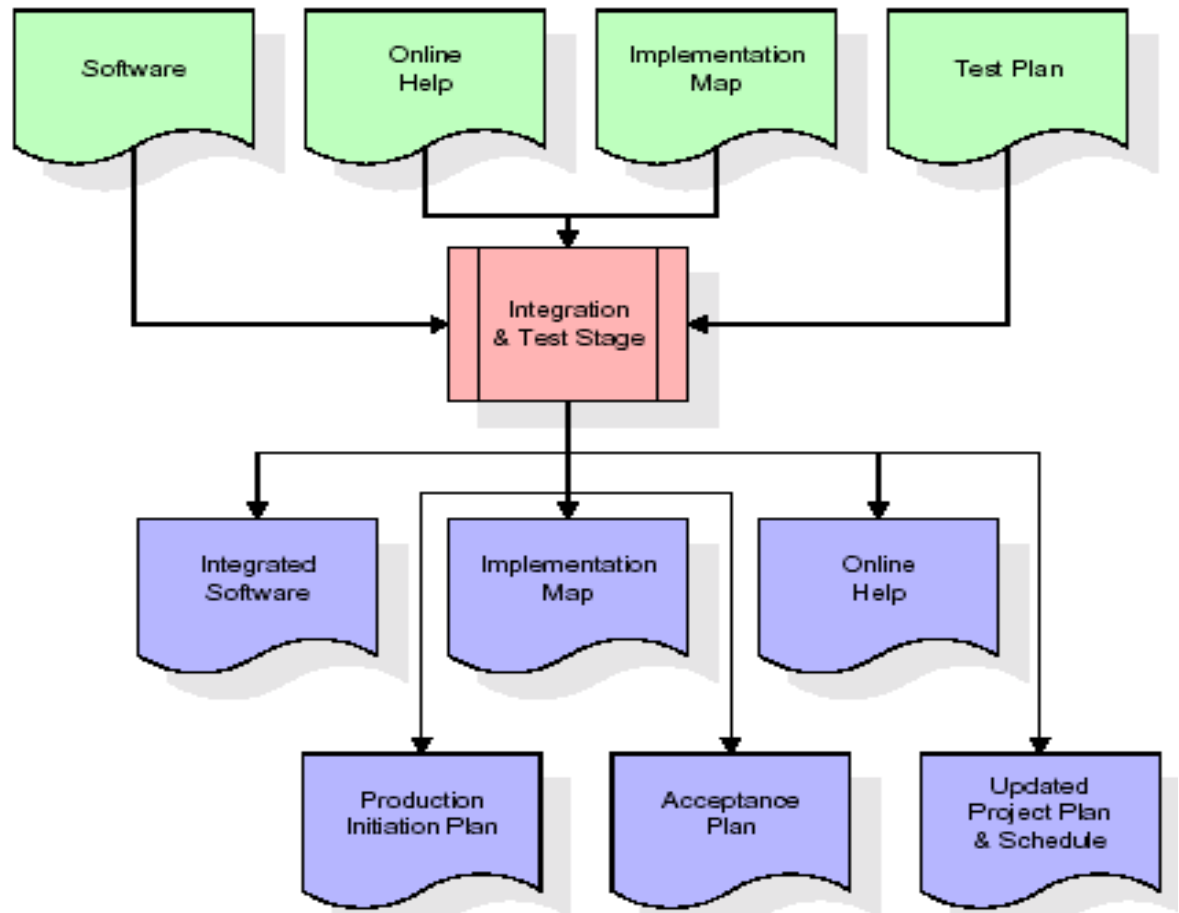 Software
Online
Help
Implementation
Map
Test Plan
Integration
& Test Stage
Integrated
Software
Implementation
Map
Online
Help
Production
Initiation Plan
Acceptance
Plan
Updated
Project Plan
& Schedule